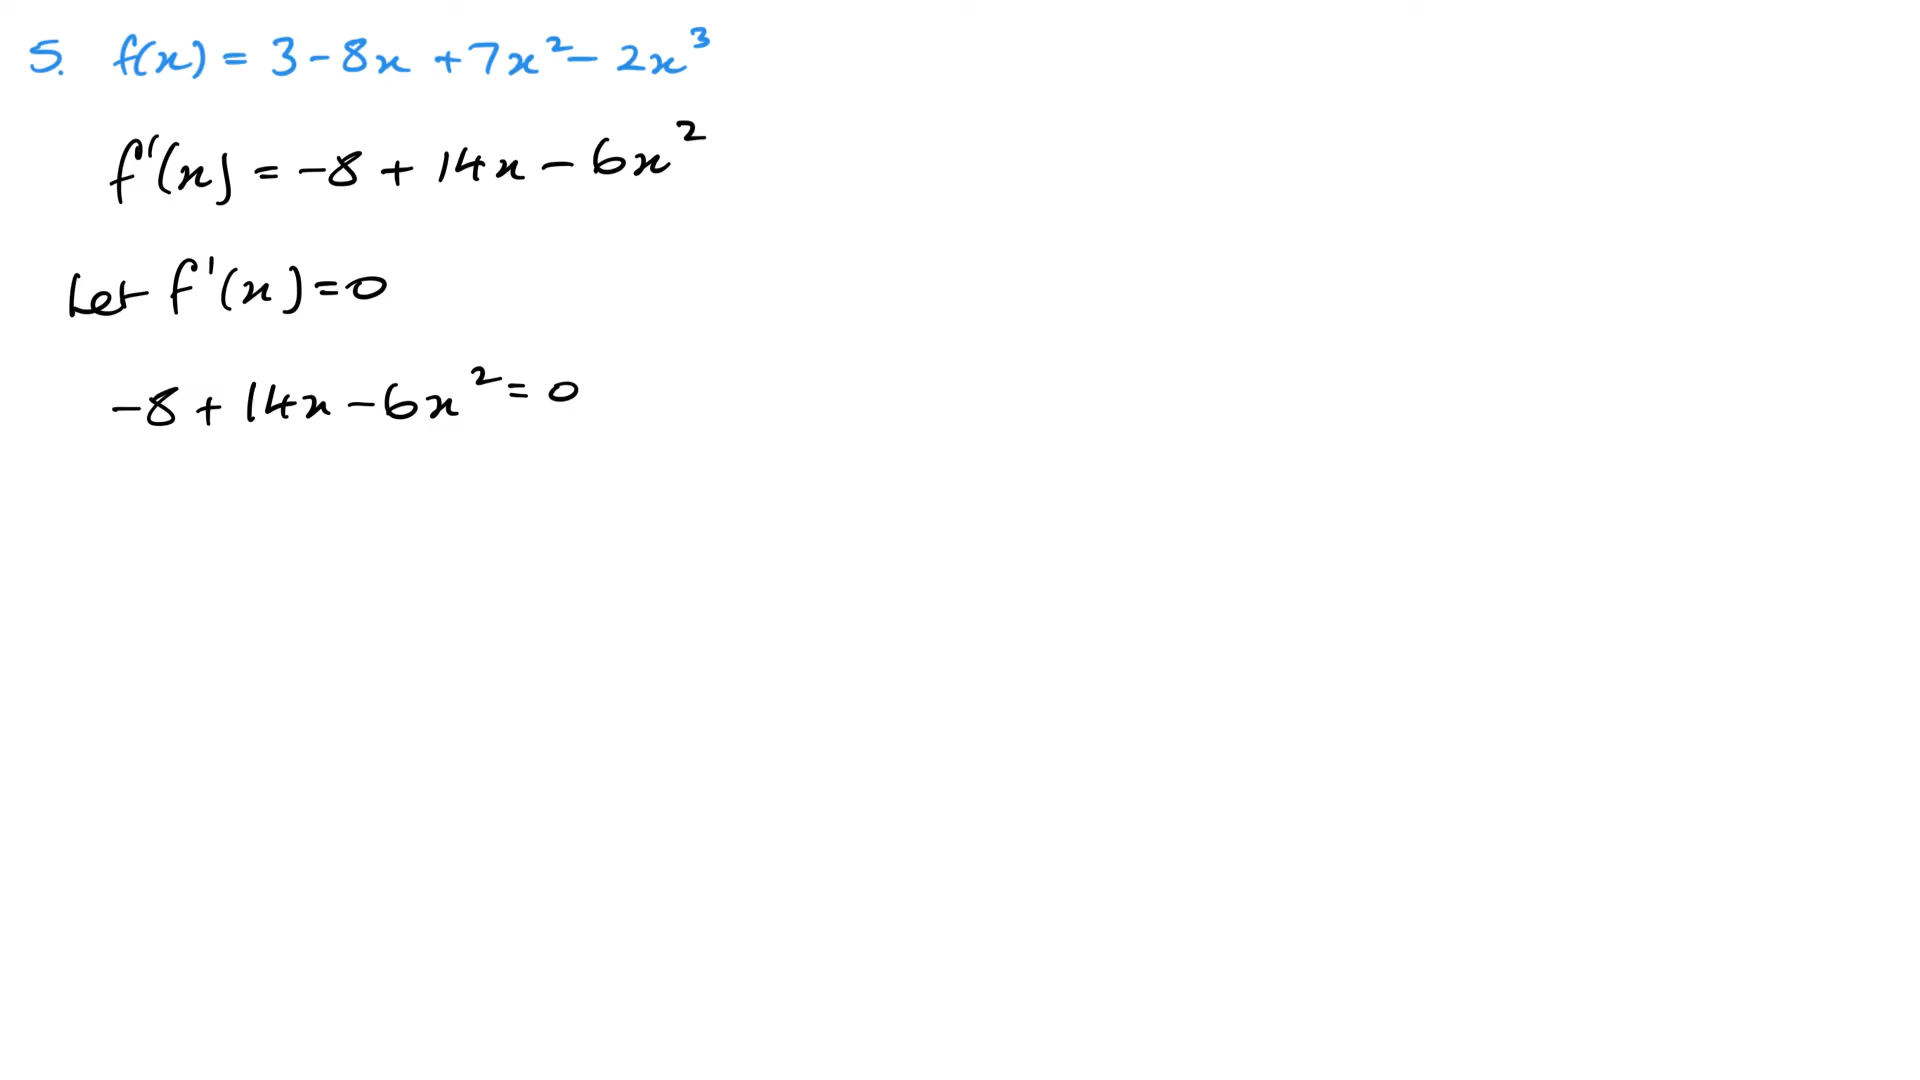 5. f(x) = 3 - 8x + 7x² - 2x³
f'(x) = -8 + 14x - 6x²
Let f'(x) = 0
-8 + 14x - 6x² = 0